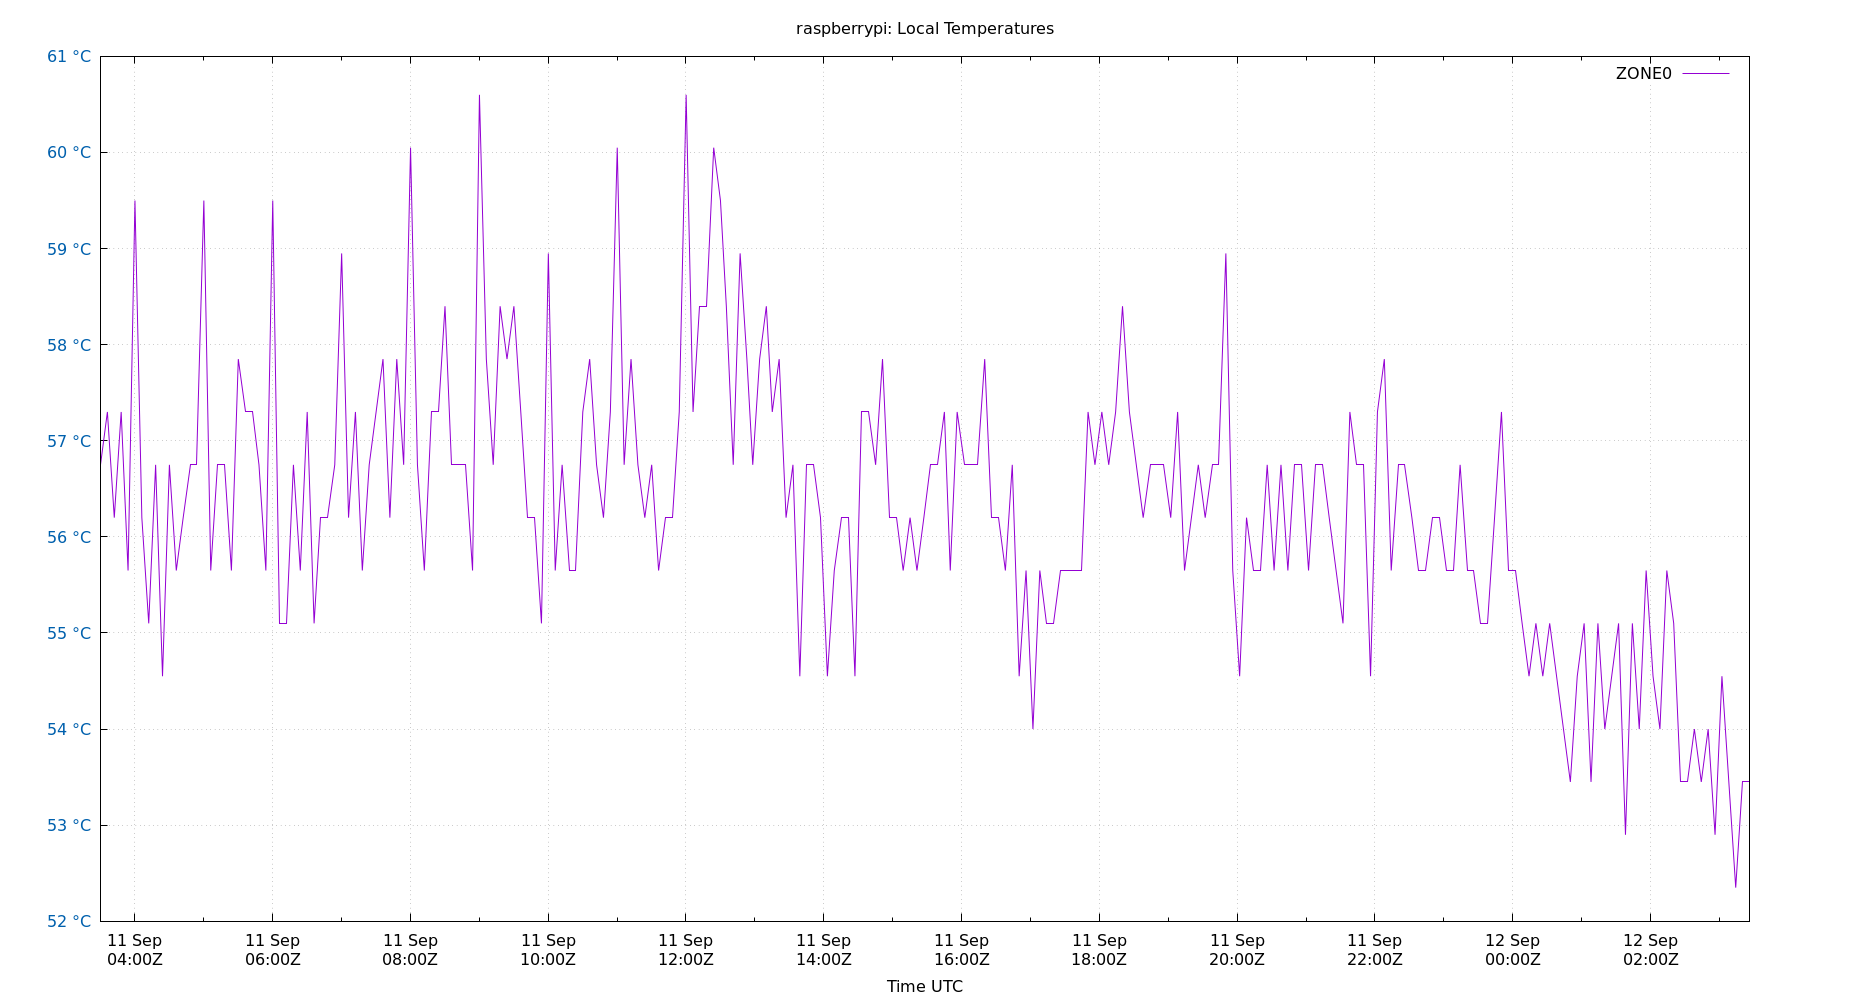 raspberrypi: Local Temperatures
ZONE0
61 °C
60 °C
59 °C
58 °C
57 °C
56 °C
55 °C
54 °C
53 °C
52 °C
11 Sep 11 Sep 11 Sep 11 Sep 11 Sep 11 Sep 11 Sep 11 Sep 11 Sep 11 Sep 12 Sep 12 Sep
04:00Z 06:00Z 08:00Z 10:00Z 12:00Z 14:00Z 16:00Z 18:00Z 20:00Z 22:00Z 00:00Z 02:00Z
Time UTC